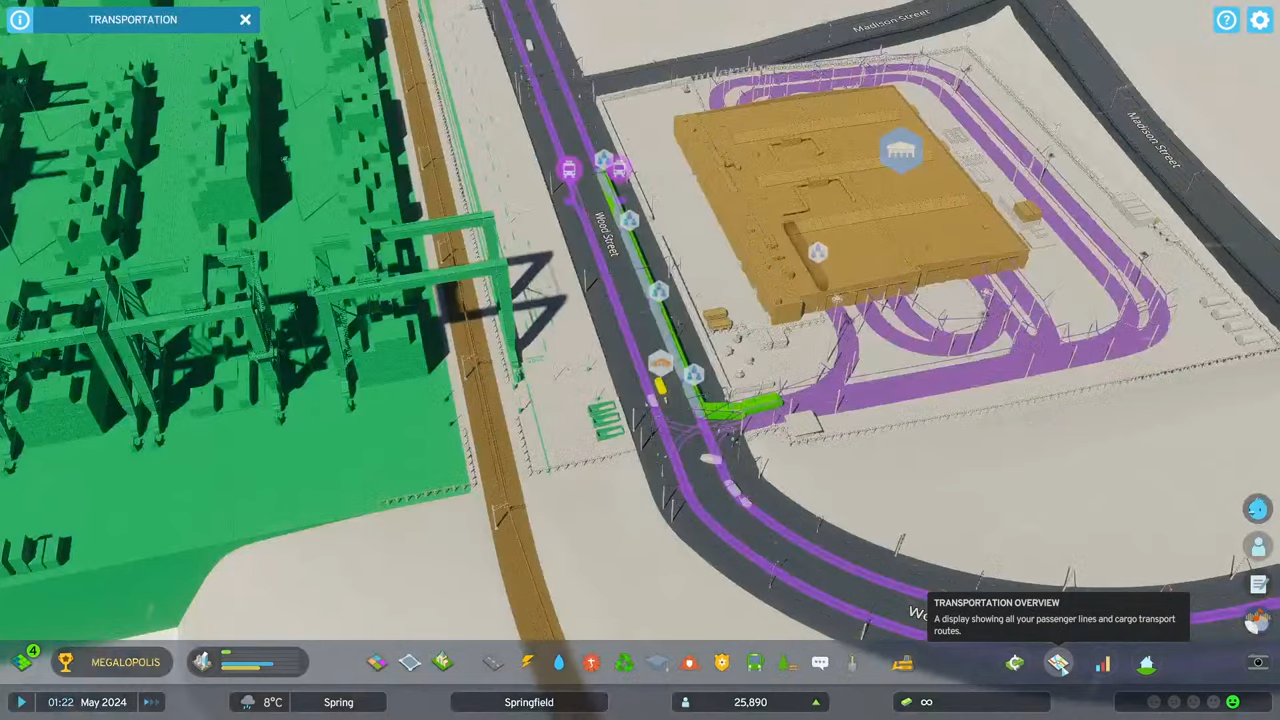 TRANSPORTATION
Madison Street
Madison Street
Wood Street
TRANSPORTATION OVERVIEW
A display showing all your passenger lines and cargo transport
routes.
4
MEGALOPOLIS
01:22 May 2024
8°C
Spring
Springfield
25,890
∞